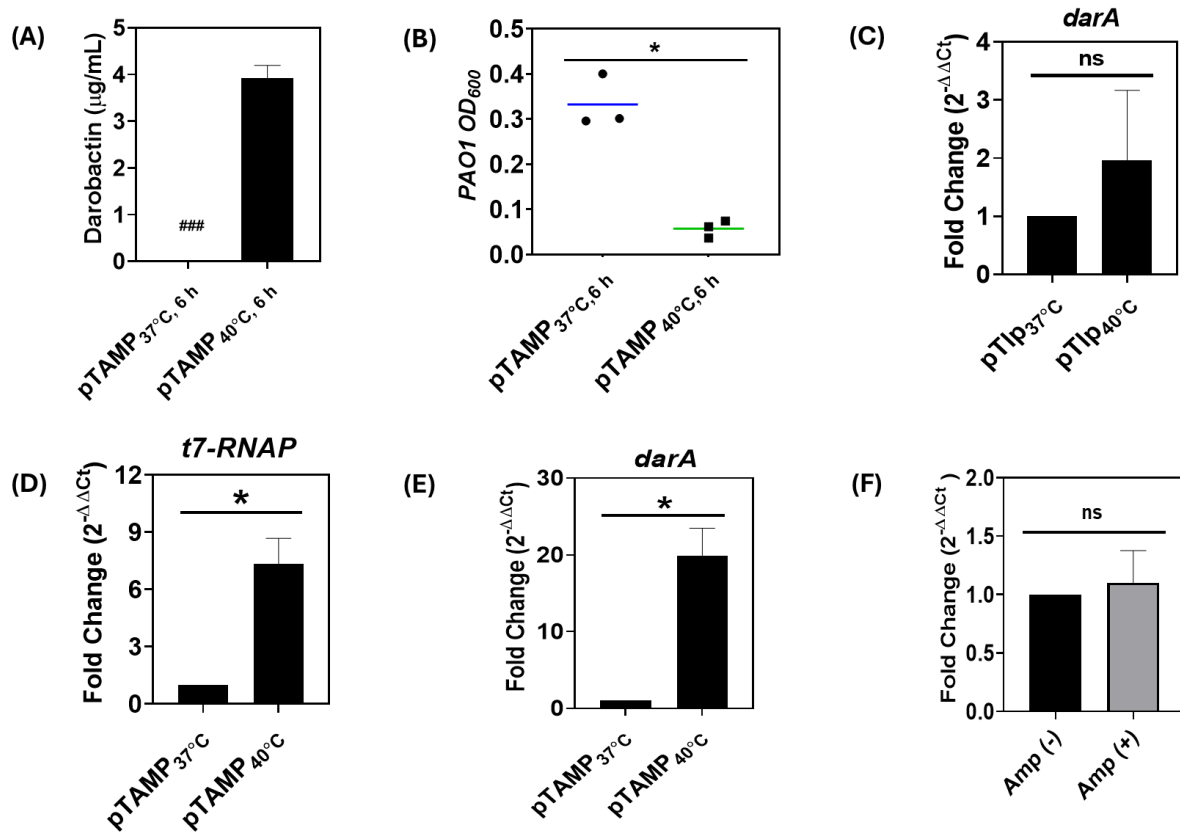 (A)
Darobactin (μg/mL)
5
4
3
2
1
0
###
pTAMP37°C, 6 h
pTAMP40°C, 6 h
(B)
PAO1 OD600
0.5
0.4
0.3
0.2
0.1
0.0
*
pTAMP37°C,6 h
pTAMP40°C,6 h
(C)
darA
Fold Change (2-ΔΔCt)
4
3
2
1
0
ns
pTlp37°C
pTlp40°C
(D)
t7-RNAP
Fold Change (2-ΔΔCt)
12
9
6
3
0
*
pTAMP37°C
pTAMP40°C
(E)
darA
Fold Change (2-ΔΔCt)
30
20
10
0
*
pTAMP37°C
pTAMP40°C
(F)
Fold Change (2-ΔΔCt)
2.0
1.5
1.0
0.5
0.0
ns
Amp (-)
Amp (+)